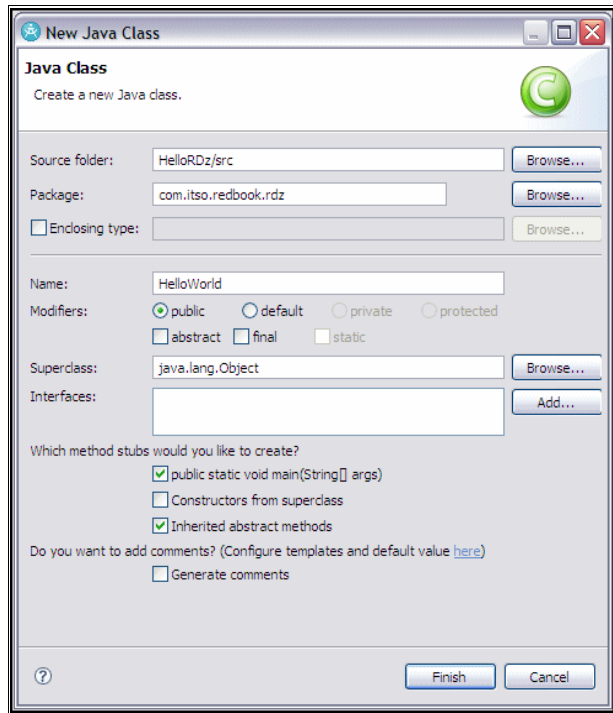 New Java Class
Java Class
Create a new Java class.
C
Source folder: HelloRDz/src Browse...
Package: com.itso.redbook.rdz Browse...
Enclosing type: Browse...
Name: HelloWorld
Modifiers: public default private protected
abstract final static
Superclass: java.lang.Object Browse...
Interfaces: Add...
Which method stubs would you like to create?
public static void main(String[] args)
Constructors from superclass
Inherited abstract methods
Do you want to add comments? (Configure templates and default value here)
Generate comments
? Finish Cancel